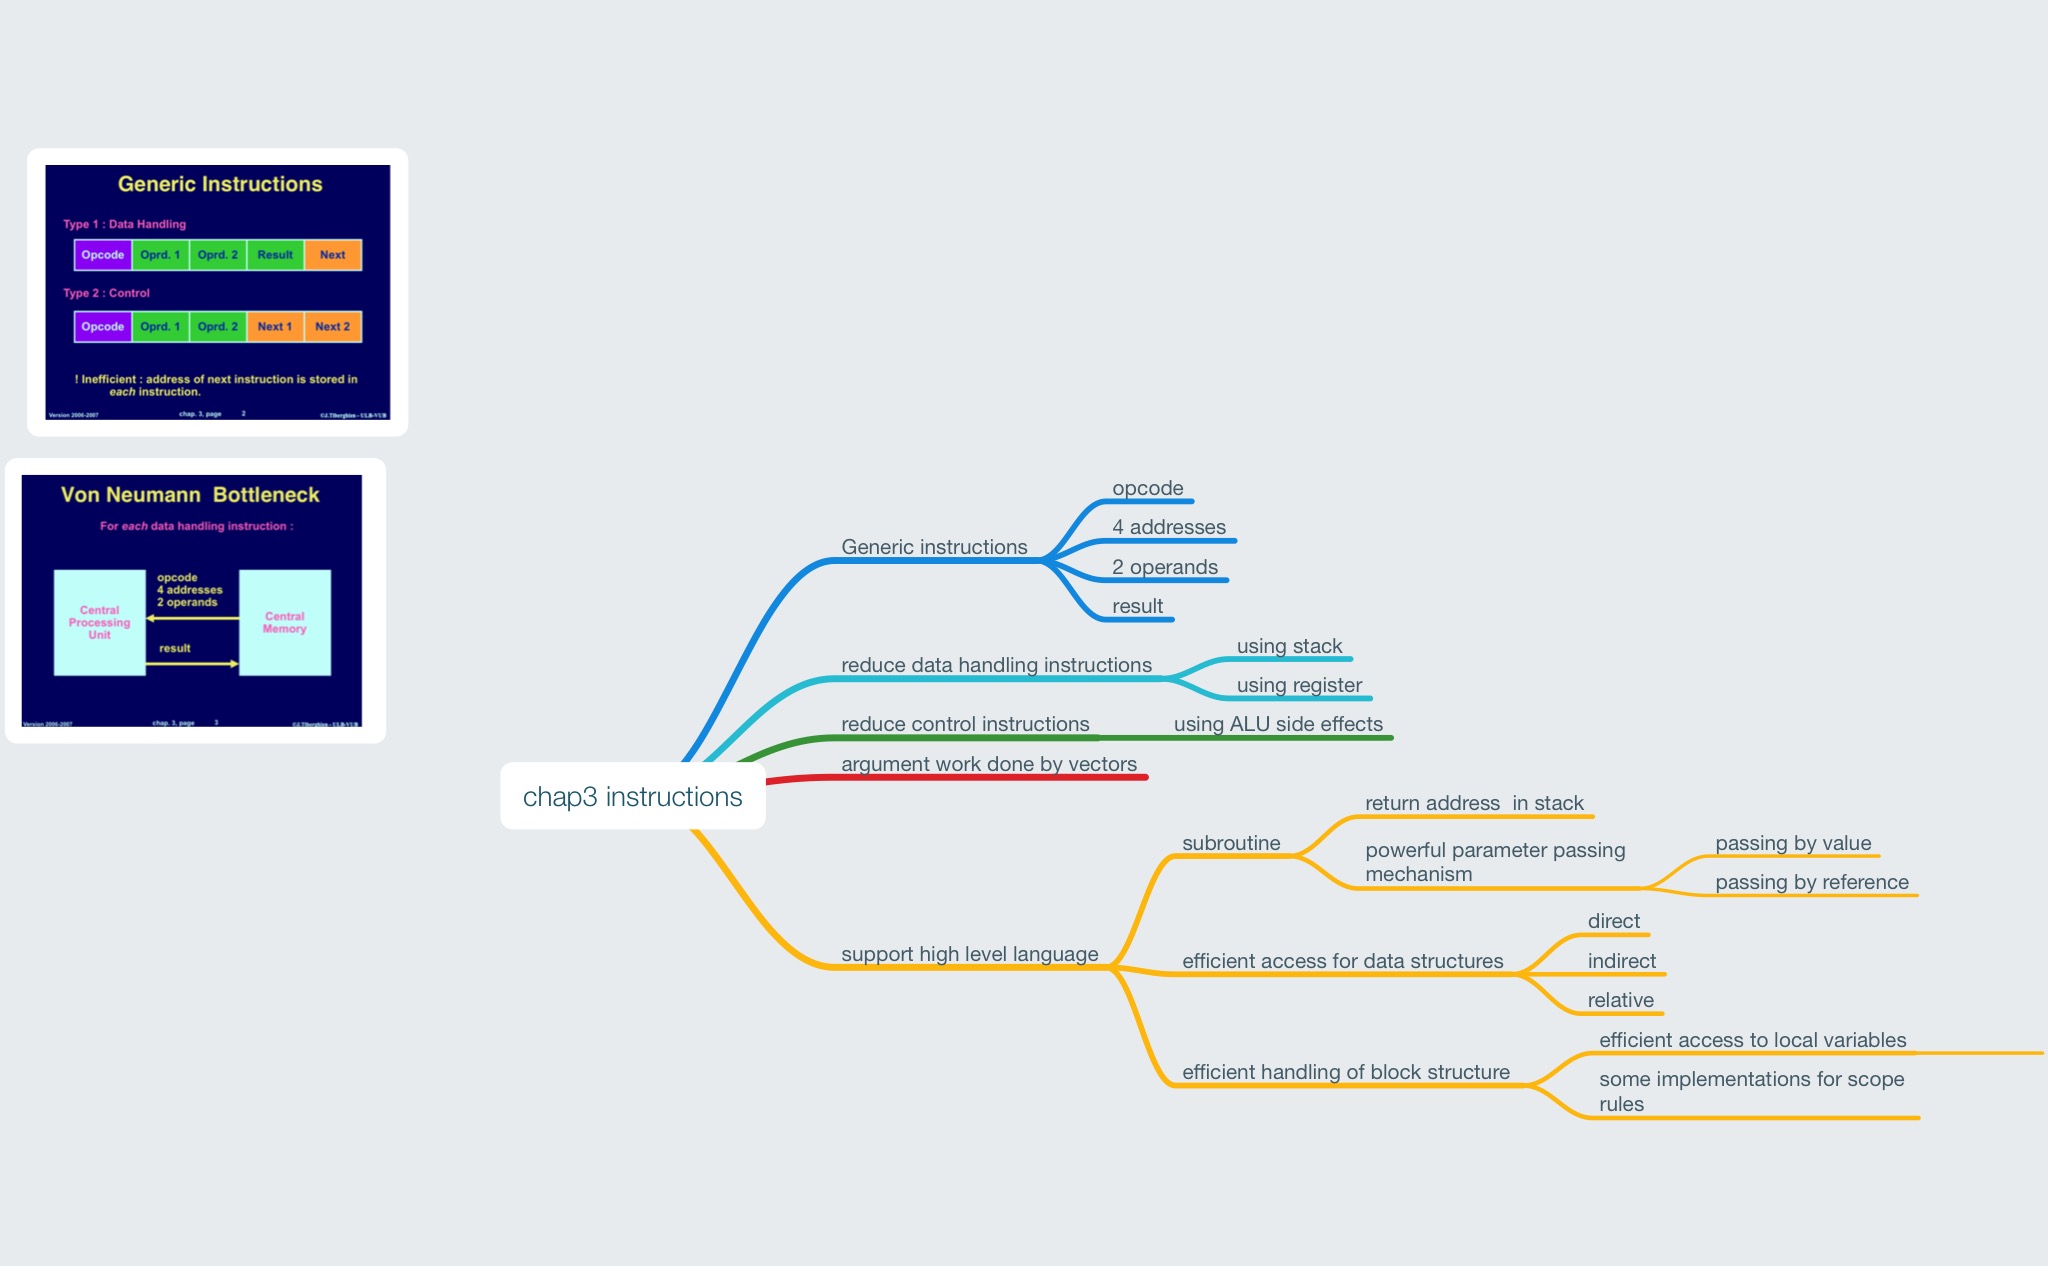 Generic Instructions
Type 1 : Data Handling
Opcode Oprd. 1 Oprd. 2 Result Next
Type 2 : Control
Opcode Oprd. 1 Oprd. 2 Next 1 Next 2
! Inefficient : address of next instruction is stored in
each instruction.
Version 2006-2007 chap. 3, page 2 ©J.Tiberghien - ULB-VUB
Von Neumann Bottleneck
For each data handling instruction :
opcode
4 addresses
2 operands
Central
Processing
Unit
Central
Memory
result
Version 2006-2007 chap. 3, page 3 ©J.Tiberghien - ULB-VUB
chap3 instructions
Generic instructions
opcode
4 addresses
2 operands
result
reduce data handling instructions
using stack
using register
reduce control instructions
using ALU side effects
argument work done by vectors
support high level language
subroutine
return address in stack
powerful parameter passing
mechanism
passing by value
passing by reference
efficient access for data structures
direct
indirect
relative
efficient handling of block structure
efficient access to local variables
some implementations for scope
rules